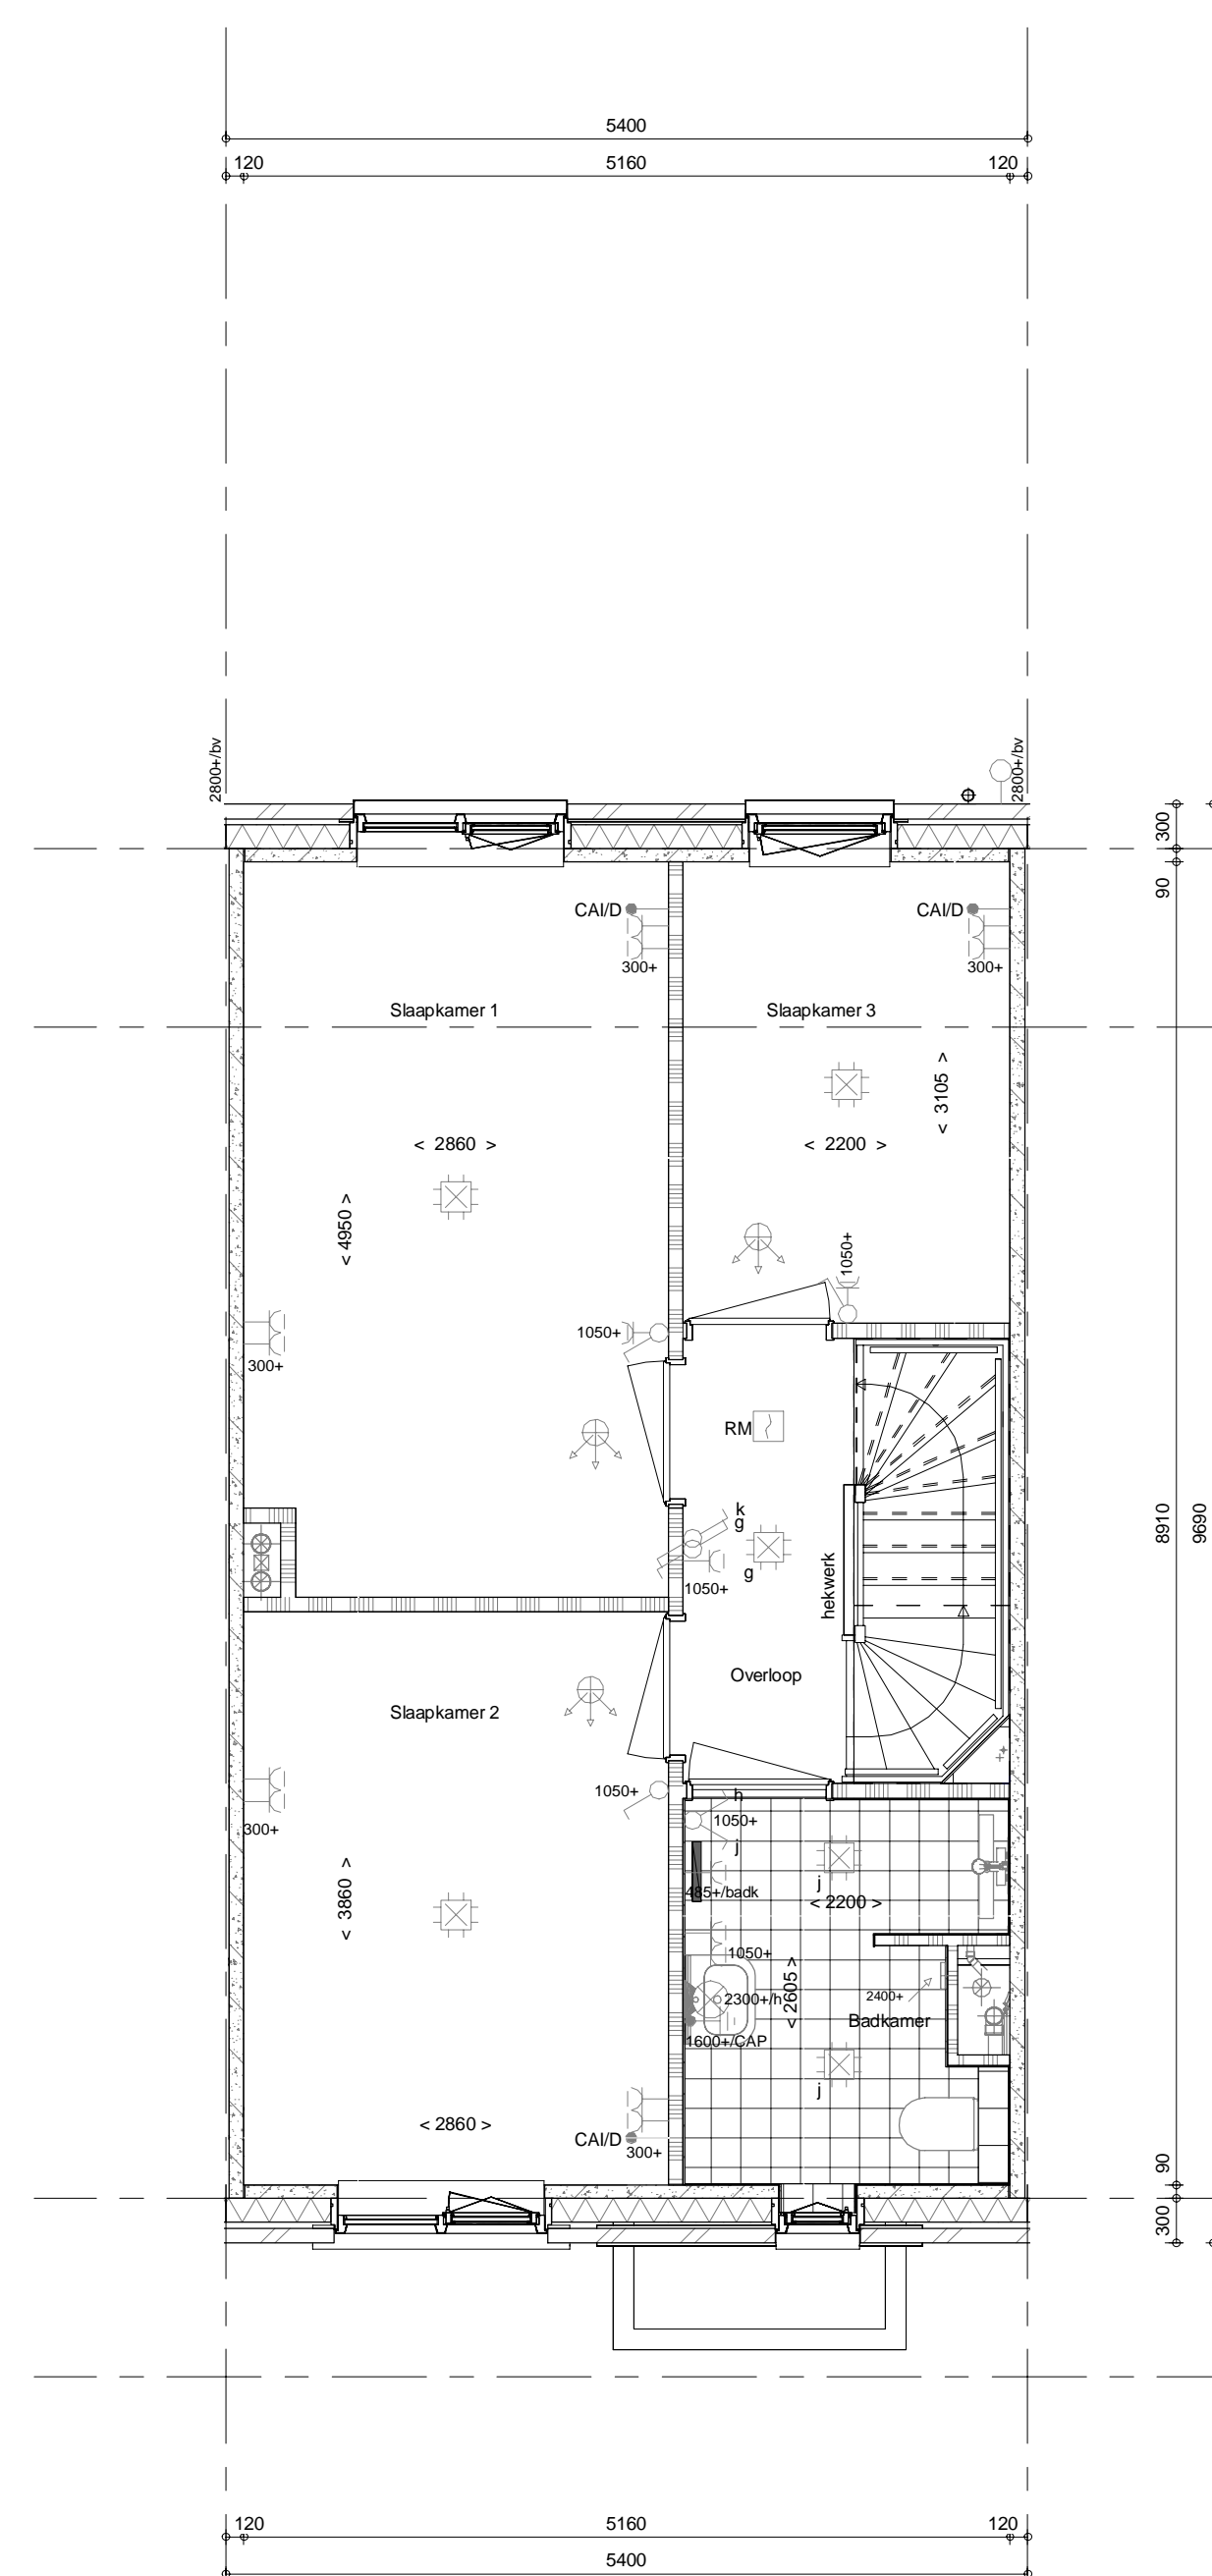 5400
120 5160 120
2800+/bv 2800+/bv
300
90
CAI/D CAI/D
300+ 300+
Slaapkamer 1 Slaapkamer 3
< 3105 >
< 2860 > < 2200 >
< 4950 >
1050+
1050+
300+
RM
k
g
g
1050+
hekwerk
8910 9690
Overloop
Slaapkamer 2
1050+
h
1050+
j
300+
j
485+/badk
< 2200 >
< 3860 >
1050+
2300+/h
< 2605 >
2400+
Badkamer
1600+/CAP
j
< 2860 >
CAI/D
300+
90
300
120 5160 120
5400